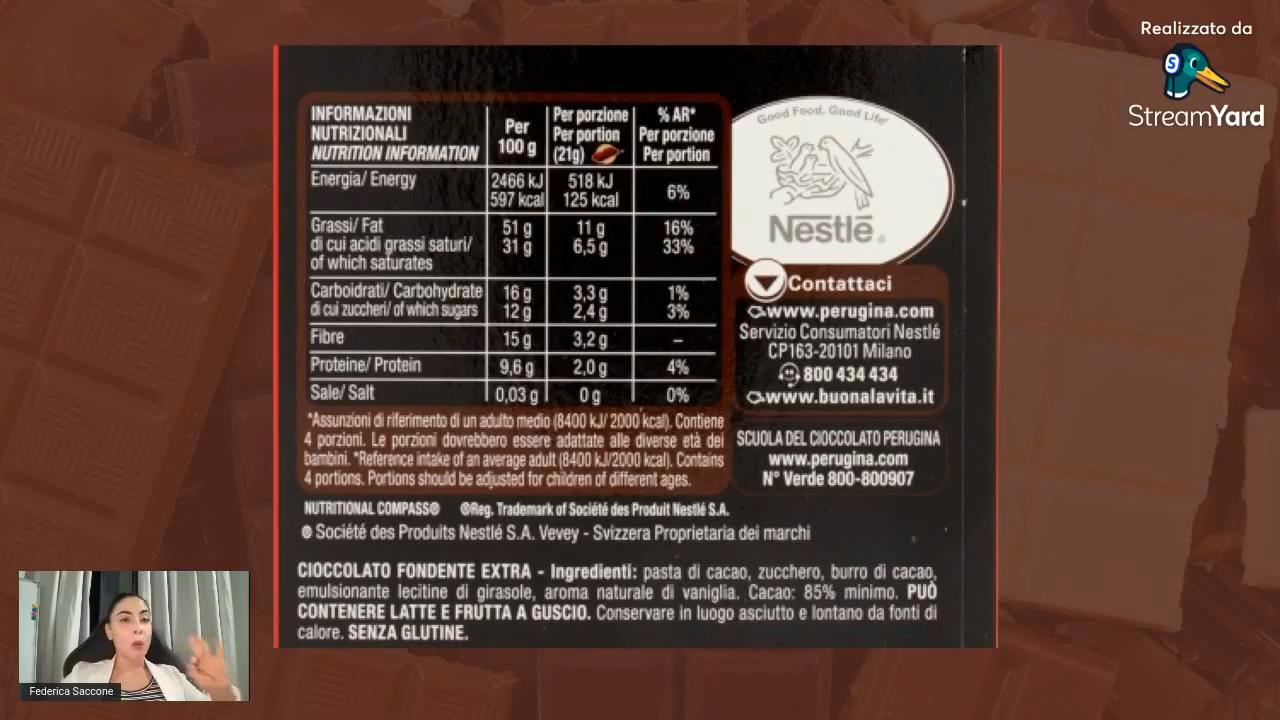 Realizzato da
StreamYard
INFORMAZIONI
NUTRIZIONALI
NUTRITION INFORMATION
Per
100 g
Per porzione
Per portion
(21g)
% AR*
Per porzione
Per portion
Energia/ Energy
2466 kJ
597 kcal
518 kJ
125 kcal
6%
Grassi/ Fat
di cui acidi grassi saturi/
of which saturates
51 g
31 g
11 g
6,5 g
16%
33%
Carboidrati/ Carbohydrate
di cui zuccheri/ of which sugars
16 g
12 g
3,3 g
2,4 g
1%
3%
Fibre
15 g
3,2 g
–
Proteine/ Protein
9,6 g
2,0 g
4%
Sale/ Salt
0,03 g
0 g
0%
*Assunzioni di riferimento di un adulto medio (8400 kJ/ 2000 kcal). Contiene
4 porzioni. Le porzioni dovrebbero essere adattate alle diverse età dei
bambini. *Reference intake of an average adult (8400 kJ/2000 kcal). Contains
4 portions. Portions should be adjusted for children of different ages.
Good Food, Good Life
Nestlé®
Contattaci
www.perugina.com
Servizio Consumatori Nestlé
CP163-20101 Milano
800 434 434
www.buonalavita.it
SCUOLA DEL CIOCCOLATO PERUGINA
www.perugina.com
N° Verde 800-800907
NUTRITIONAL COMPASS® ®Reg. Trademark of Société des Produit Nestlé S.A.
® Société des Produits Nestlé S.A. Vevey - Svizzera Proprietaria dei marchi
CIOCCOLATO FONDENTE EXTRA - Ingredienti: pasta di cacao, zucchero, burro di cacao,
emulsionante lecitine di girasole, aroma naturale di vaniglia. Cacao: 85% minimo. PUÒ
CONTENERE LATTE E FRUTTA A GUSCIO. Conservare in luogo asciutto e lontano da fonti di
calore. SENZA GLUTINE.
Federica Saccone